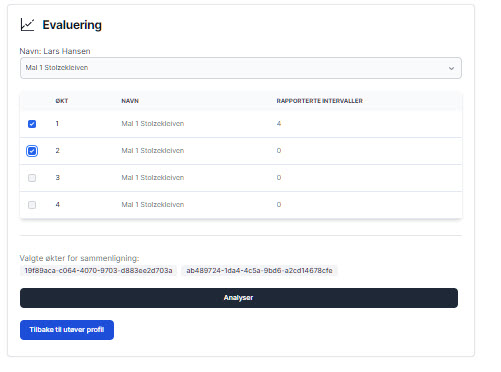 Evaluering
Navn: Lars Hansen
Mal 1 Stolzekleiven
ØKT NAVN RAPPORTERTE INTERVALLER
1 Mal 1 Stolzekleiven 4
2 Mal 1 Stolzekleiven 0
3 Mal 1 Stolzekleiven 0
4 Mal 1 Stolzekleiven 0
Valgte økter for sammenligning:
19f89aca-c064-4070-9703-d883ee2d703a ab489724-1da4-4c5a-9bd6-a2cd14678cfe
Analyser
Tilbake til utøver profil